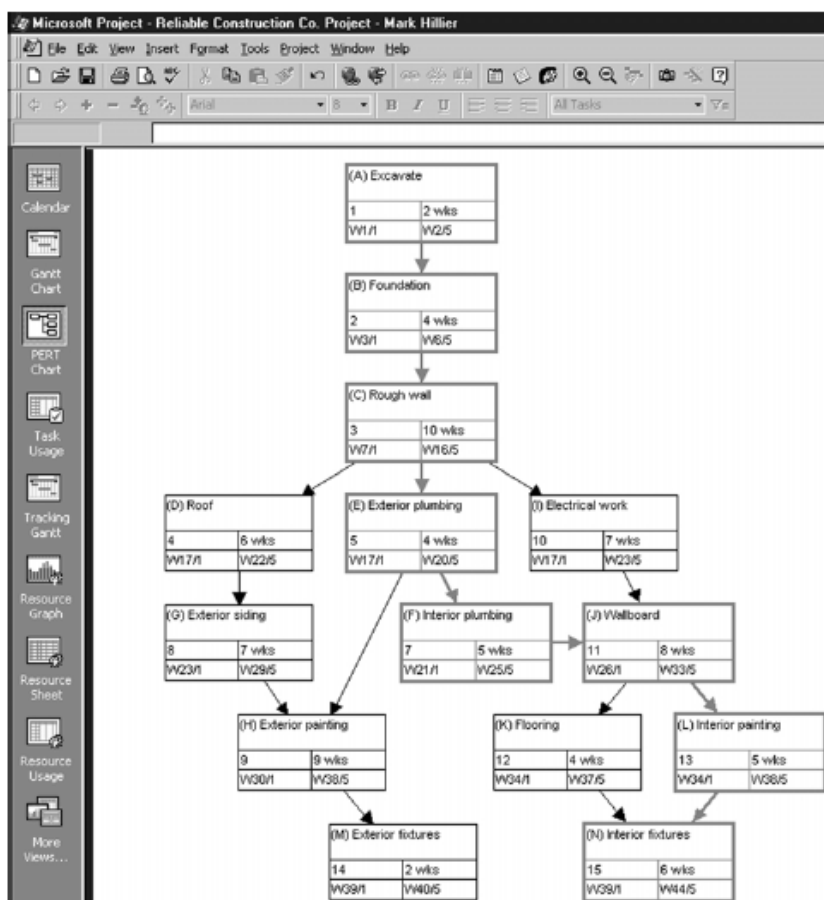 Microsoft Project - Reliable Construction Co. Project - Mark Hillier
File Edit View Insert Format Tools Project Window Help
Arial 8 B I U All Tasks
Calendar
Gantt
Chart
PERT
Chart
Task
Usage
Tracking
Gantt
Resource
Graph
Resource
Sheet
Resource
Usage
More
Views...
(A) Excavate
1 2 wks
W1/1 W2/5
(B) Foundation
2 4 wks
W3/1 W6/5
(C) Rough wall
3 10 wks
W7/1 W16/5
(D) Roof
4 6 wks
W17/1 W22/5
(E) Exterior plumbing
5 4 wks
W17/1 W20/5
(I) Electrical work
10 7 wks
W17/1 W23/5
(G) Exterior siding
8 7 wks
W23/1 W29/5
(F) Interior plumbing
7 5 wks
W21/1 W25/5
(J) Wallboard
11 8 wks
W26/1 W33/5
(H) Exterior painting
9 9 wks
W30/1 W38/5
(K) Flooring
12 4 wks
W34/1 W37/5
(L) Interior painting
13 5 wks
W34/1 W38/5
(M) Exterior fixtures
14 2 wks
W39/1 W40/5
(N) Interior fixtures
15 6 wks
W39/1 W44/5